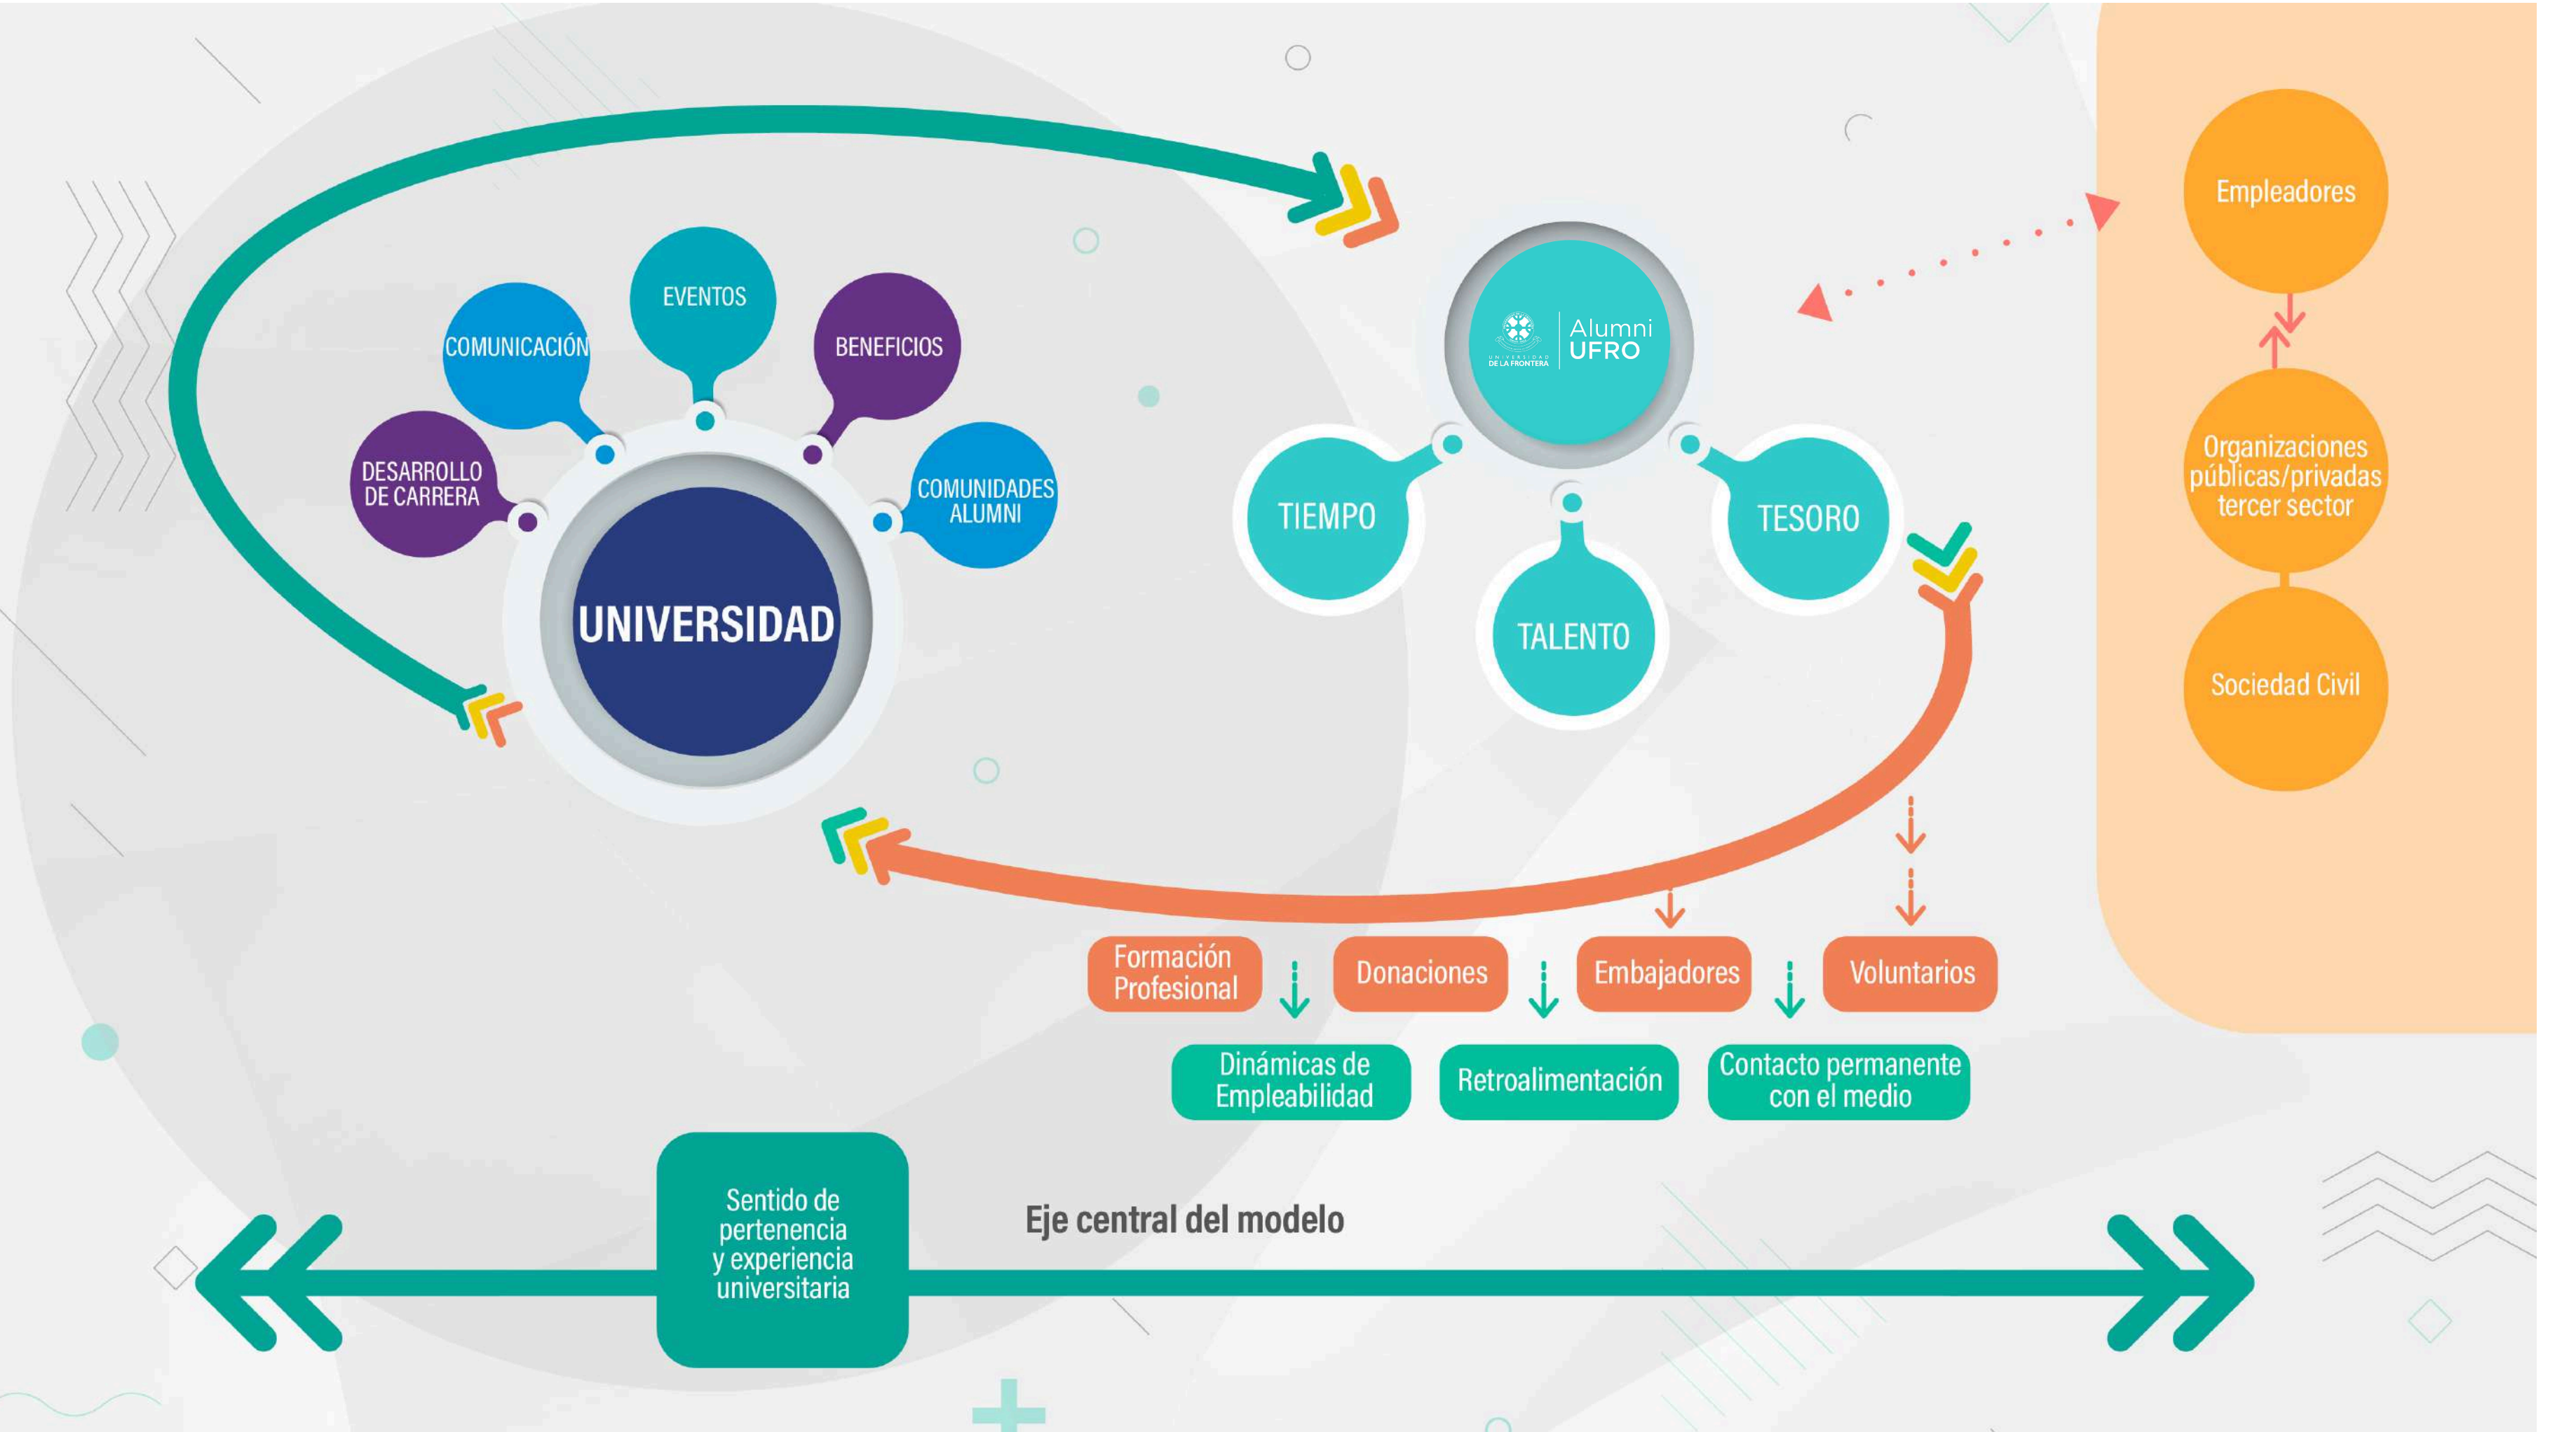 EVENTOS
COMUNICACIÓN
BENEFICIOS
DESARROLLO
DE CARRERA
COMUNIDADES
ALUMNI
UNIVERSIDAD
UNIVERSIDAD
DE LA FRONTERA
Alumni
UFRO
TIEMPO
TALENTO
TESORO
Empleadores
Organizaciones
públicas/privadas
tercer sector
Sociedad Civil
Formación
Profesional
Donaciones
Embajadores
Voluntarios
Dinámicas de
Empleabilidad
Retroalimentación
Contacto permanente
con el medio
Sentido de
pertenencia
y experiencia
universitaria
Eje central del modelo